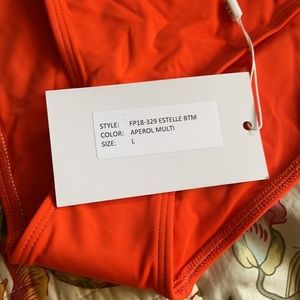 STYLE: FP18-329 ESTELLE BTM
COLOR: APEROL MULTI
SIZE: L